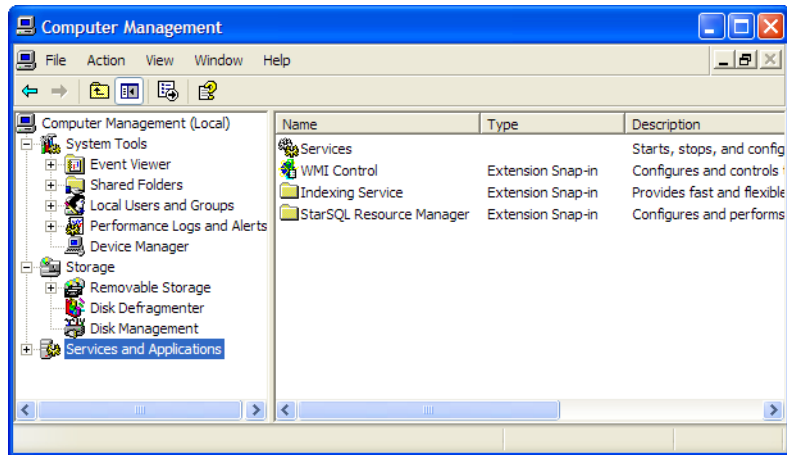 Computer Management
File Action View Window Help
Computer Management (Local)
System Tools
Event Viewer
Shared Folders
Local Users and Groups
Performance Logs and Alerts
Device Manager
Storage
Removable Storage
Disk Defragmenter
Disk Management
Services and Applications
Name Type Description
Services Starts, stops, and config
WMI Control Extension Snap-in Configures and controls
Indexing Service Extension Snap-in Provides fast and flexible
StarSQL Resource Manager Extension Snap-in Configures and performs